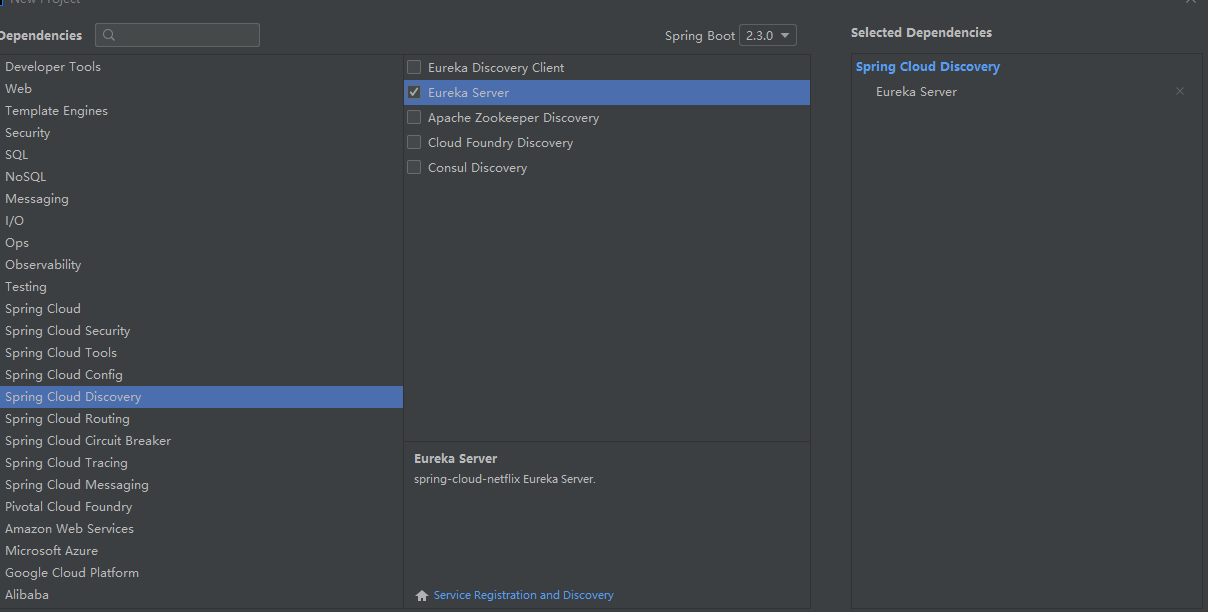 New Project
Dependencies
Spring Boot 2.3.0
Selected Dependencies
Developer Tools
Web
Template Engines
Security
SQL
NoSQL
Messaging
I/O
Ops
Observability
Testing
Spring Cloud
Spring Cloud Security
Spring Cloud Tools
Spring Cloud Config
Spring Cloud Discovery
Spring Cloud Routing
Spring Cloud Circuit Breaker
Spring Cloud Tracing
Spring Cloud Messaging
Pivotal Cloud Foundry
Amazon Web Services
Microsoft Azure
Google Cloud Platform
Alibaba
Eureka Discovery Client
Eureka Server
Apache Zookeeper Discovery
Cloud Foundry Discovery
Consul Discovery
Eureka Server
spring-cloud-netflix Eureka Server.
Service Registration and Discovery
Spring Cloud Discovery
Eureka Server